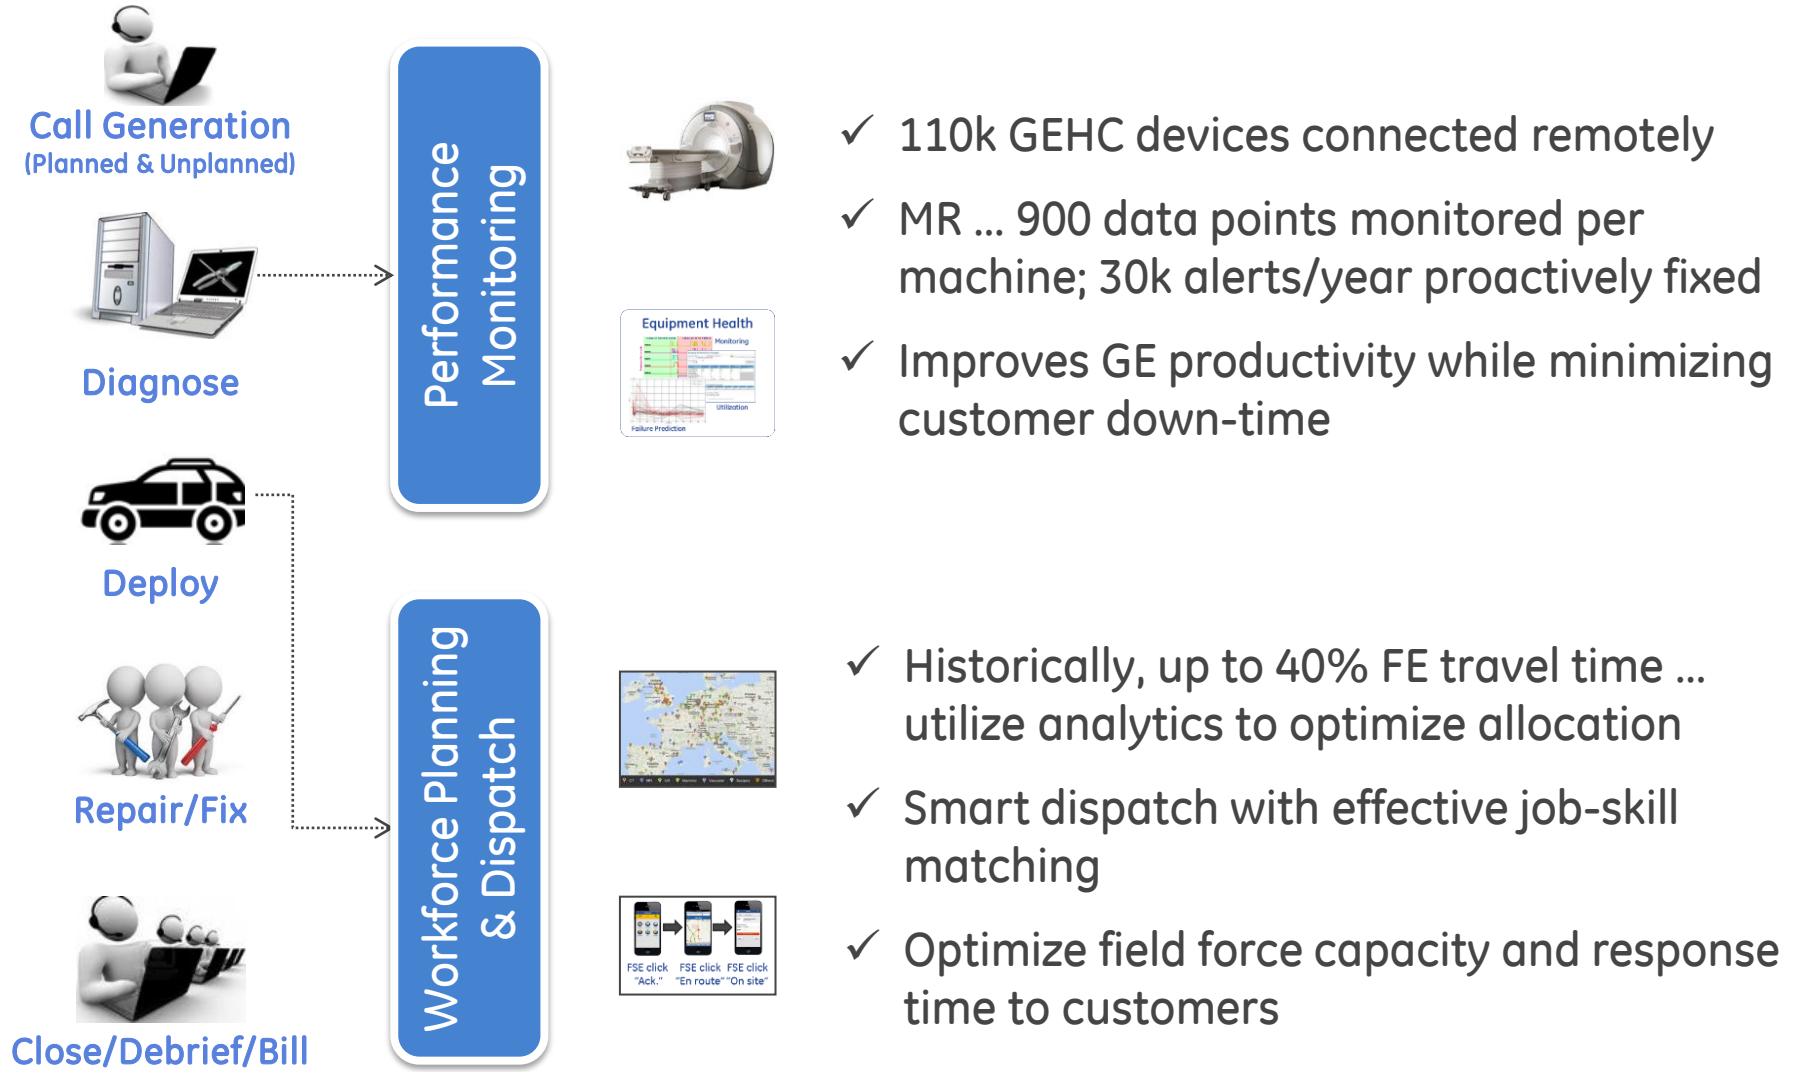 Call Generation
(Planned & Unplanned)
Diagnose
Deploy
Repair/Fix
Close/Debrief/Bill
Performance
Monitoring
Equipment Health
Monitoring
Utilization
Failure Prediction
✓ 110k GEHC devices connected remotely
✓ MR ... 900 data points monitored per
machine; 30k alerts/year proactively fixed
✓ Improves GE productivity while minimizing
customer down-time
Workforce Planning
& Dispatch
FSE click
"Ack."
FSE click
"En route"
FSE click
"On site"
✓ Historically, up to 40% FE travel time ...
utilize analytics to optimize allocation
✓ Smart dispatch with effective job-skill
matching
✓ Optimize field force capacity and response
time to customers